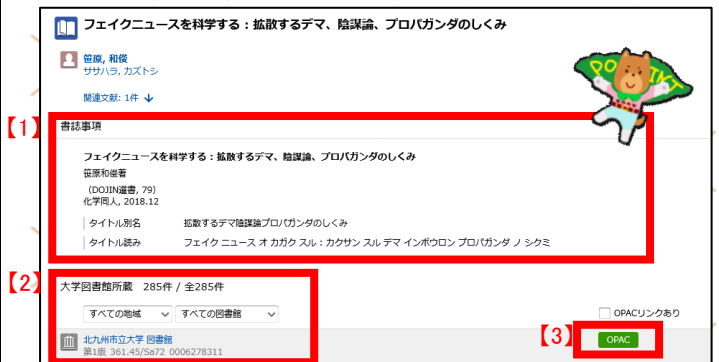 フェイクニュースを科学する：拡散するデマ、陰謀論、プロパガンダのしくみ
笹原, 和俊
ササハラ, カズトシ
関連文献: 1件 ↓
POINT
【1】
書誌事項
フェイクニュースを科学する：拡散するデマ、陰謀論、プロパガンダのしくみ
笹原和俊著
（DOJIN選書, 79）
化学同人, 2018.12
タイトル別名 拡散するデマ陰謀論プロパガンダのしくみ
タイトル読み フェイク ニュース オ カガク スル：カクサン スル デマ インボウロン プロパガンダ ノ シクミ
【2】
大学図書館所蔵 285件 / 全285件
すべての地域 すべての図書館
OPACリンクあり
北九州市立大学 図書館
第1版 361.45/Sa72 0006278311
【3】
OPAC